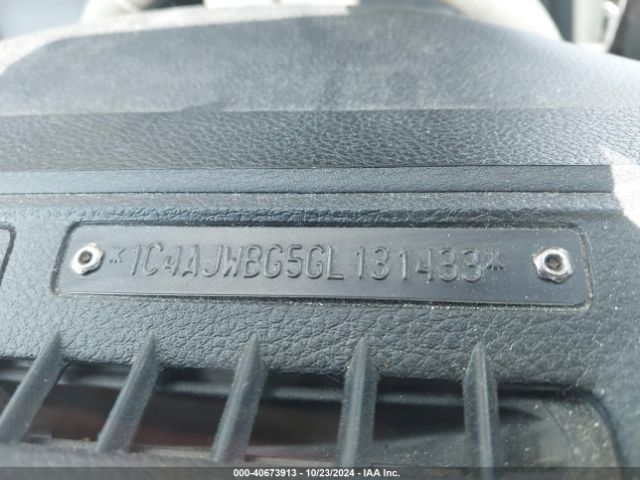 *1C4AJWBG5GL131433*
000-40673913 - 10/23/2024 - IAA Inc.